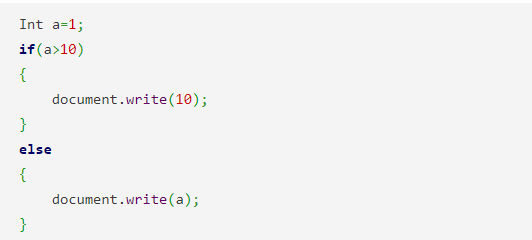 Int a=1;
if(a>10)
{
document.write(10);
}
else
{
document.write(a);
}